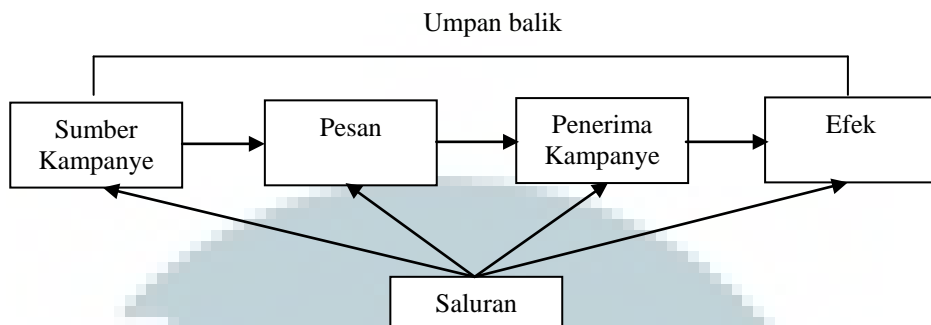 Umpan balik
Sumber
Kampanye
Pesan
Penerima
Kampanye
Efek
Saluran